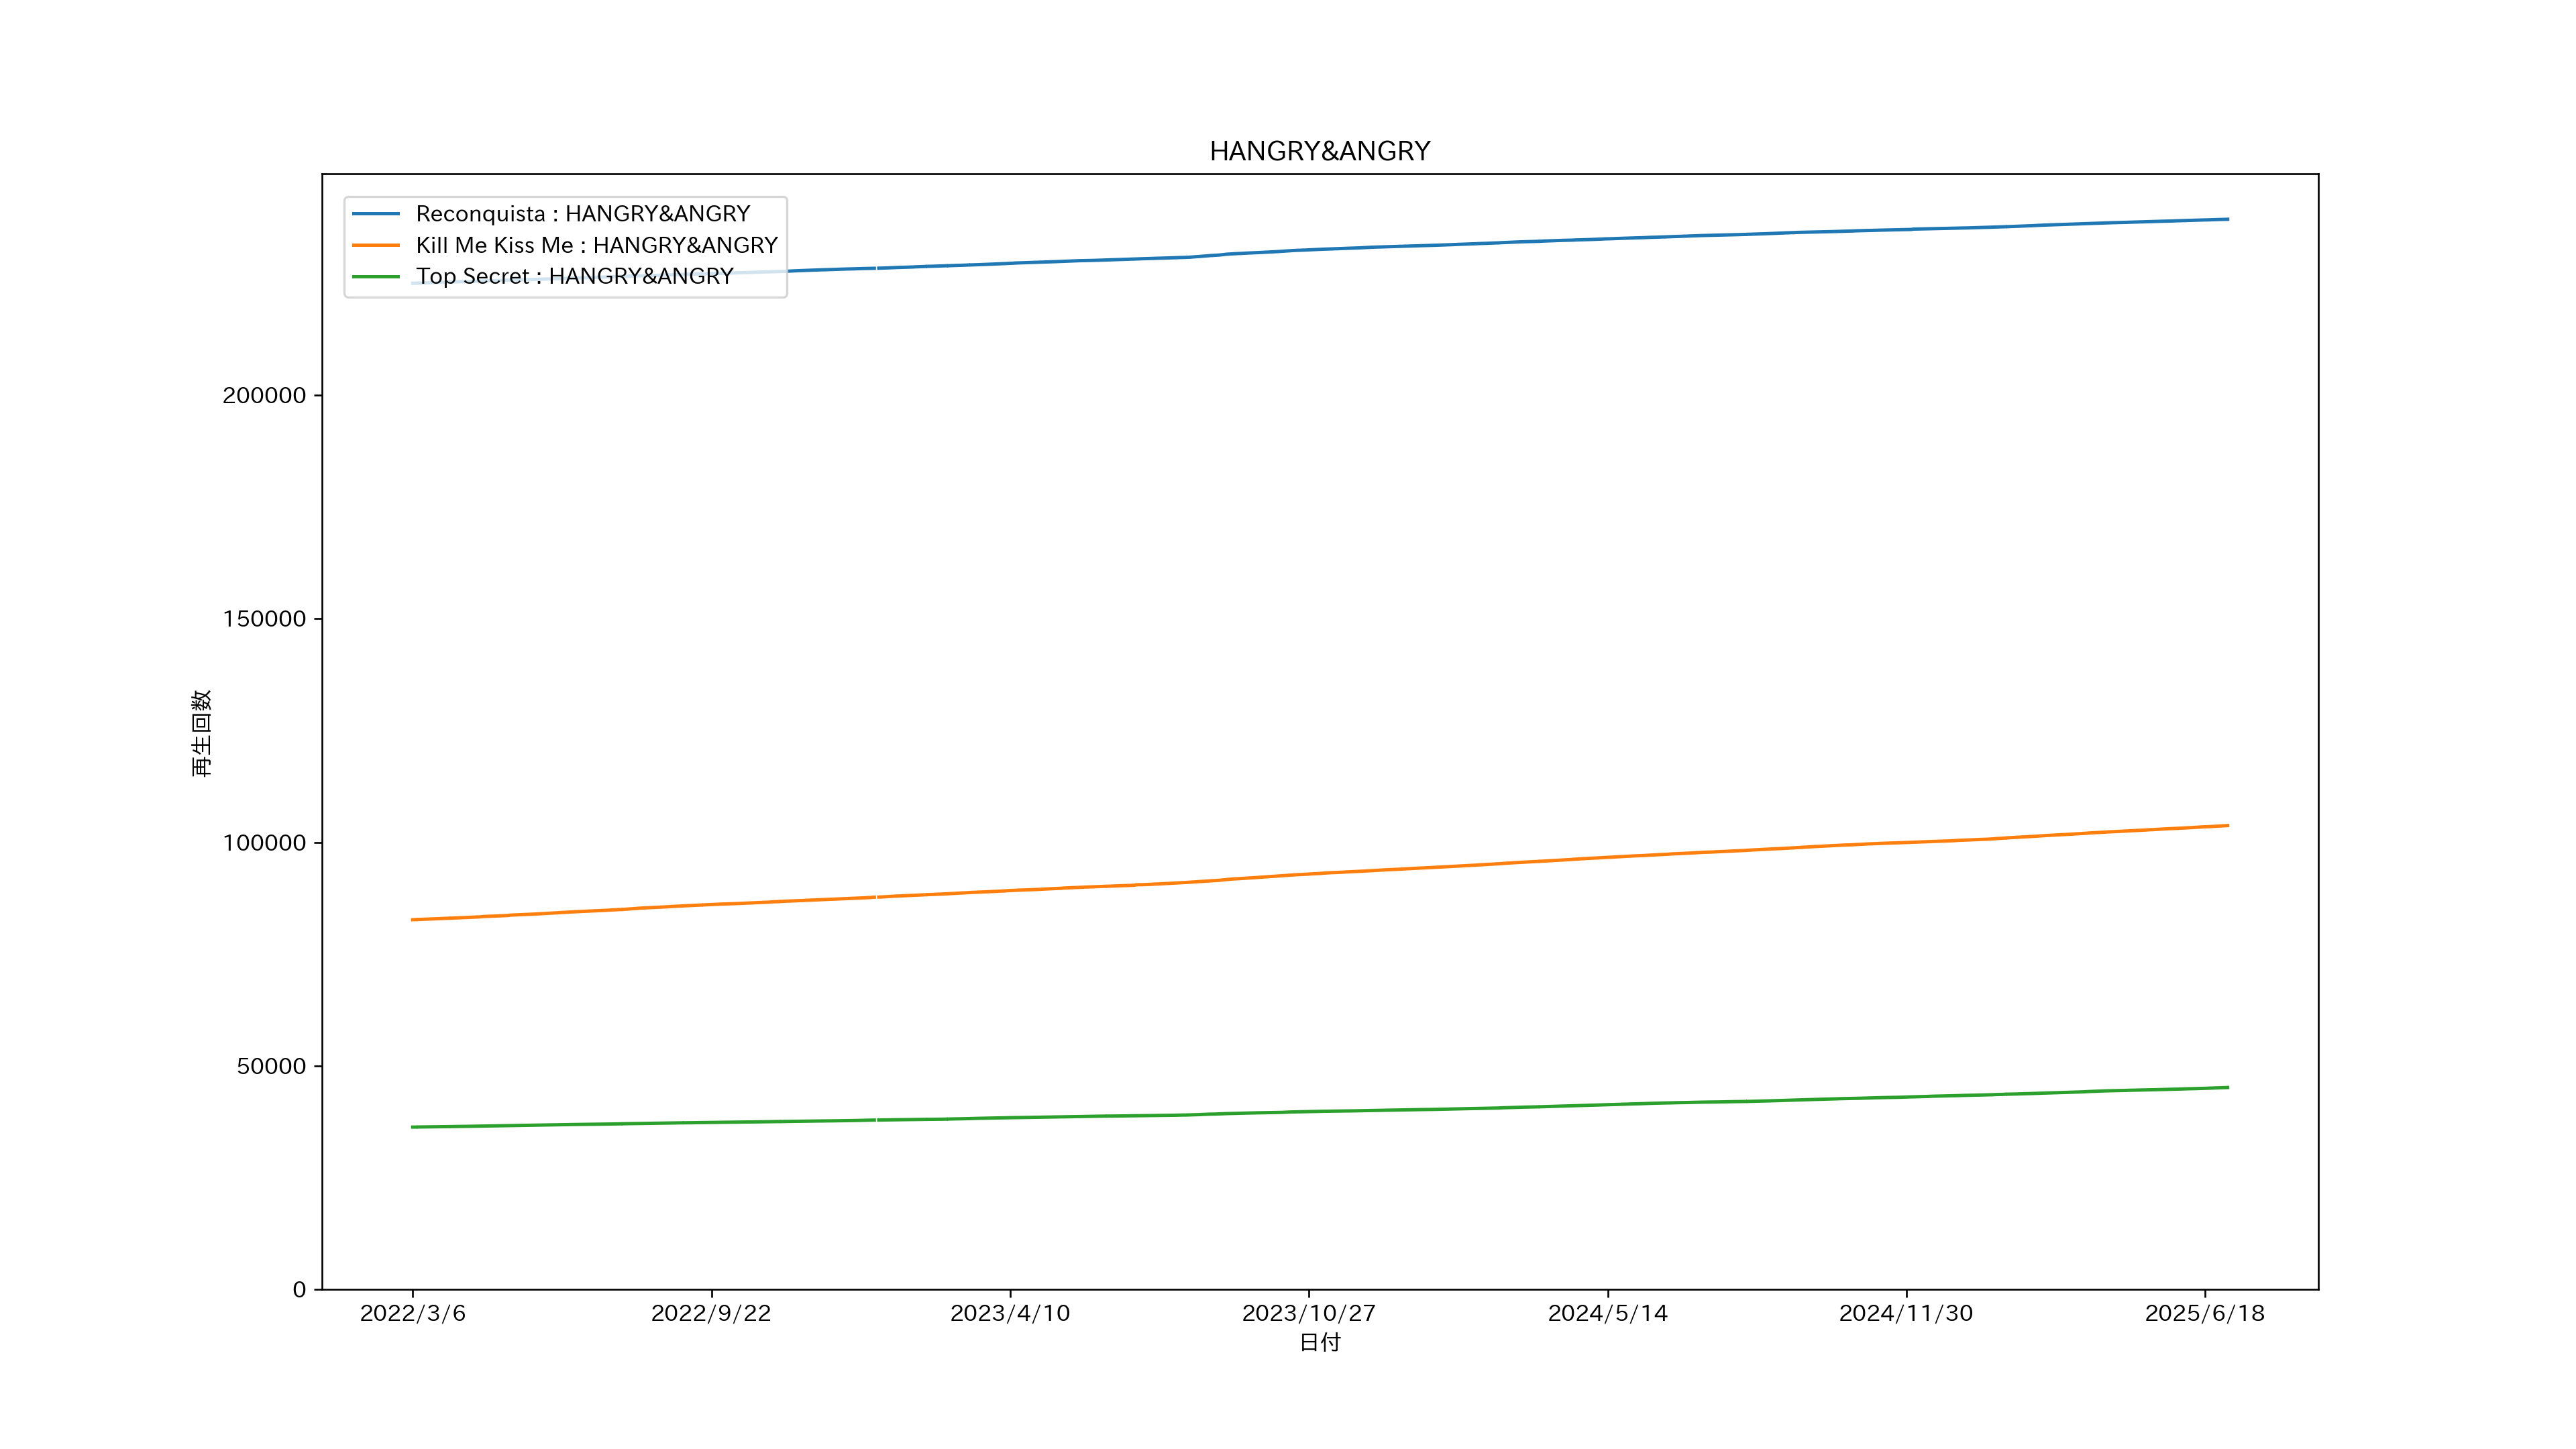 HANGRY&ANGRY
Reconquista : HANGRY&ANGRY
Kill Me Kiss Me : HANGRY&ANGRY
Top Secret : HANGRY&ANGRY
200000
150000
100000
50000
0
再生回数
2022/3/6
2022/9/22
2023/4/10
2023/10/27
2024/5/14
2024/11/30
2025/6/18
日付